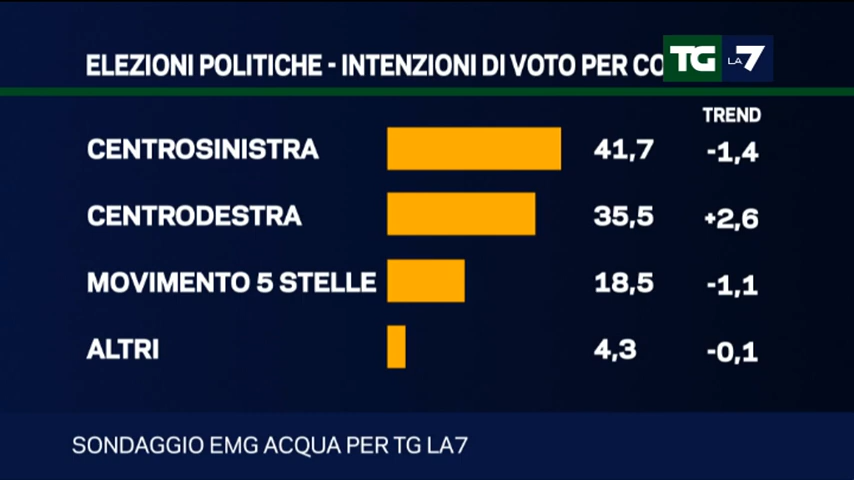 ELEZIONI POLITICHE - INTENZIONI DI VOTO PER
TG LA7
TREND
CENTROSINISTRA 41,7 -1,4
CENTRODESTRA 35,5 +2,6
MOVIMENTO 5 STELLE 18,5 -1,1
ALTRI 4,3 -0,1
SONDAGGIO EMG ACQUA PER TG LA7